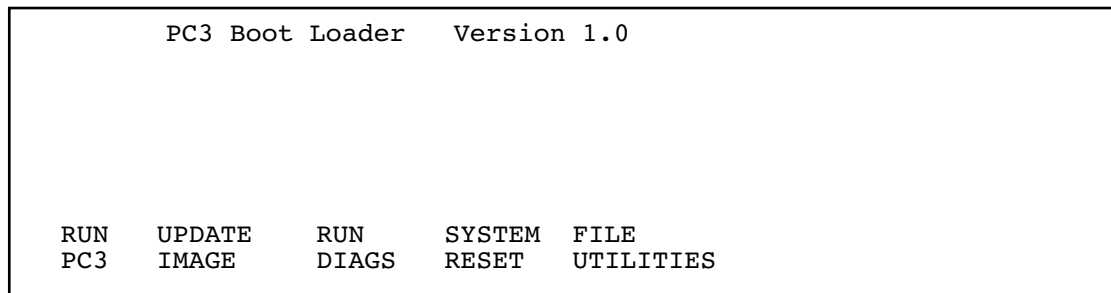 PC3 Boot Loader   Version 1.0
RUN   UPDATE   RUN   SYSTEM   FILE
PC3   IMAGE   DIAGS   RESET   UTILITIES